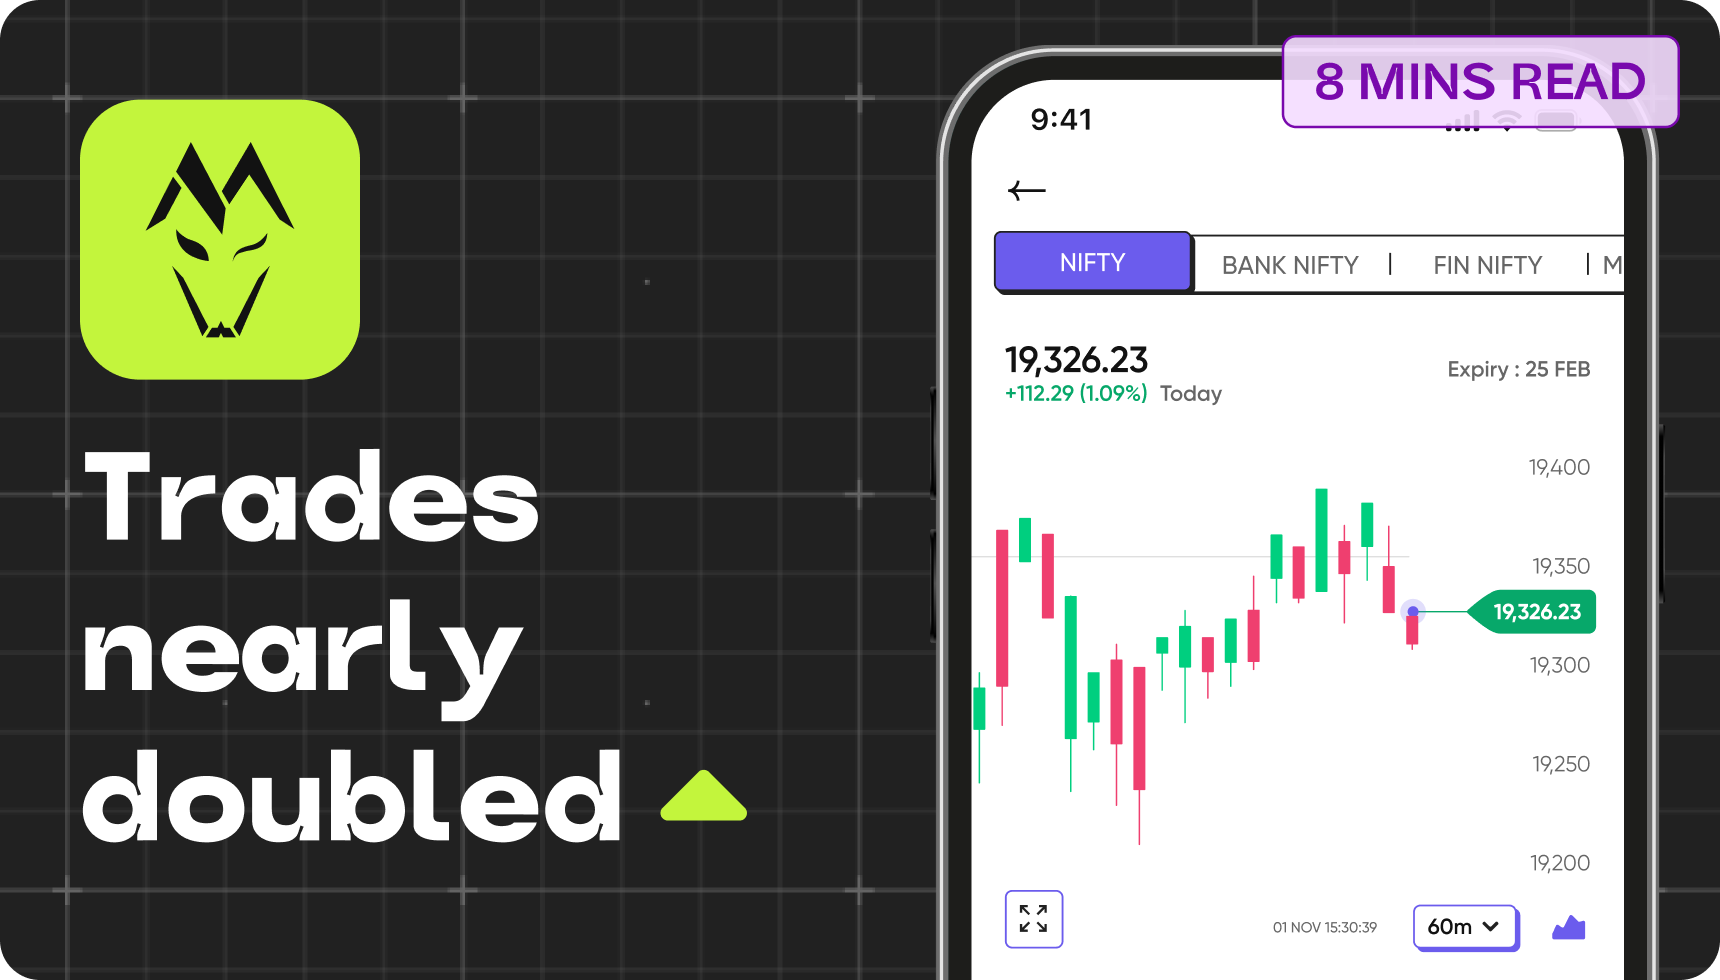 8 MINS READ
Trades
nearly
doubled
9:41
NIFTY
BANK NIFTY
FIN NIFTY
M
19,326.23
+112.29 (1.09%) Today
Expiry : 25 FEB
19,400
19,350
19,326.23
19,300
19,250
19,200
01 NOV 15:30:39
60m